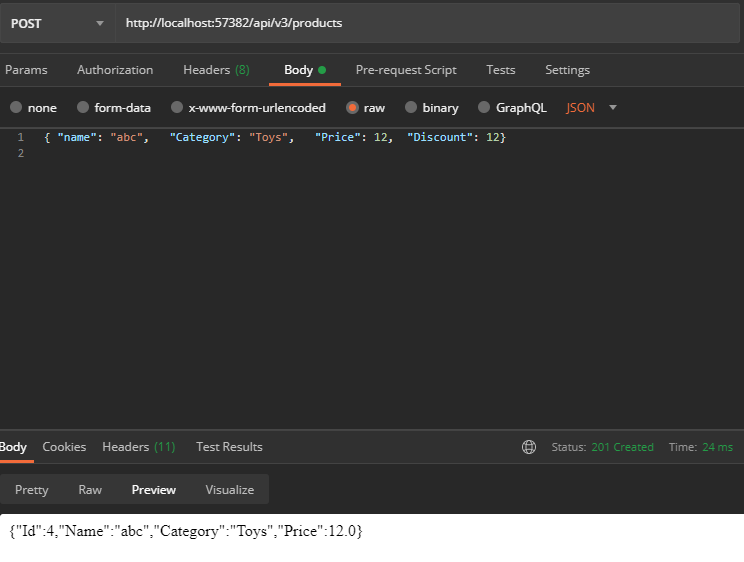 POST http://localhost:57382/api/v3/products
Params Authorization Headers (8) Body Pre-request Script Tests Settings
none form-data x-www-form-urlencoded raw binary GraphQL JSON
1 { "name": "abc", "Category": "Toys", "Price": 12, "Discount": 12}
2
Body Cookies Headers (11) Test Results Status: 201 Created Time: 24 ms
Pretty Raw Preview Visualize
{"Id":4,"Name":"abc","Category":"Toys","Price":12.0}